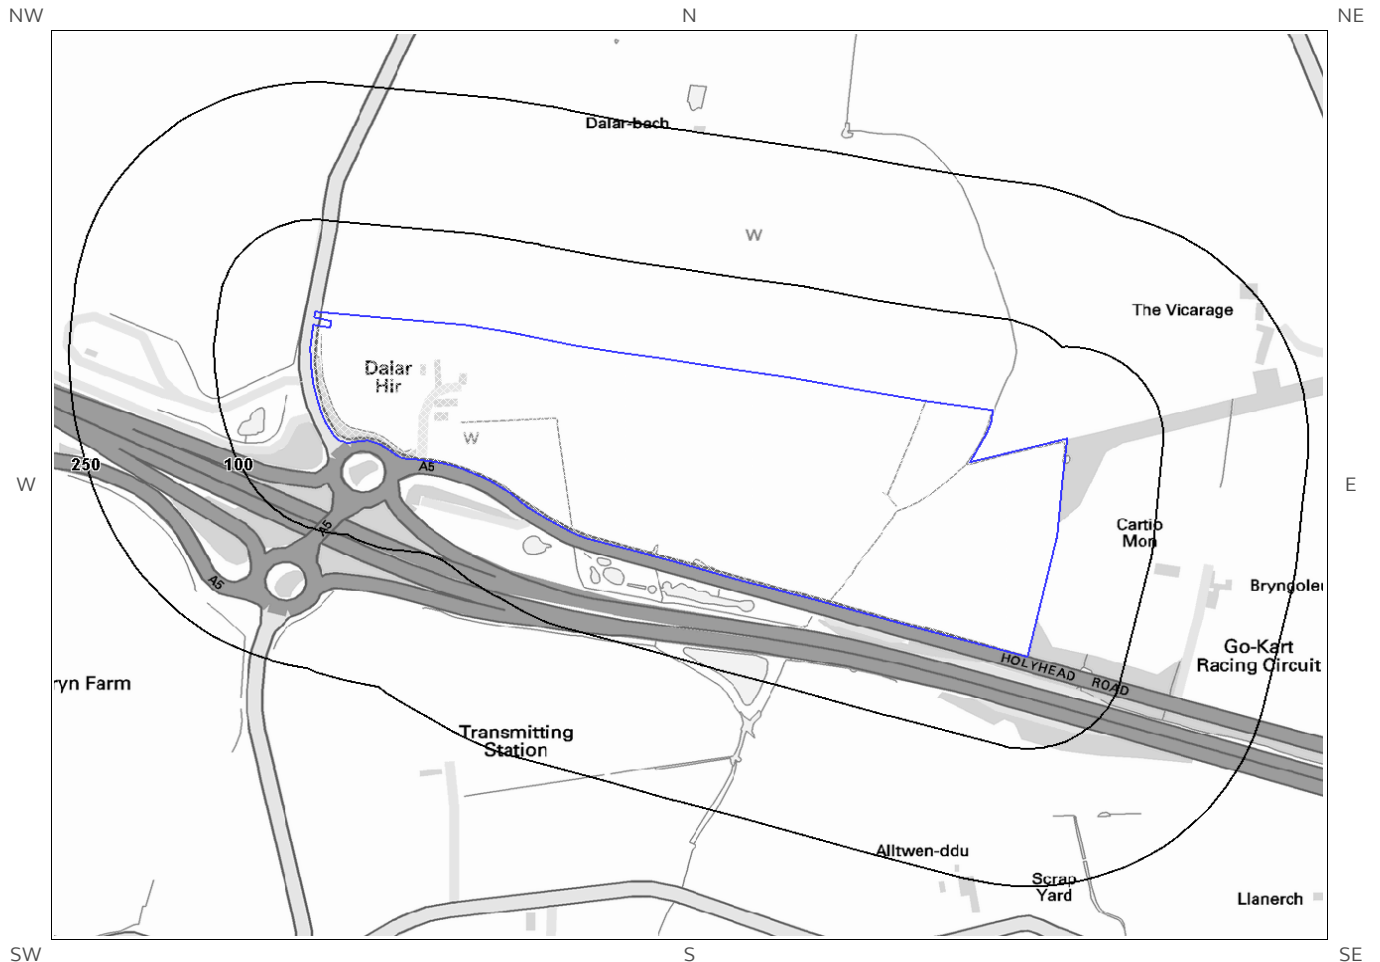 NW
N
NE
Dalar-bach
W
The Vicarage
Dalar
Hir
W
W
250
100
A5
E
A5
Cartio
Mon
A5
Bryngole
HOLYHEAD ROAD
Go-Kart
Racing Circuit
ryn Farm
Transmitting
Station
Alltwen-ddu
Scrap
Yard
Llanerch
SW
S
SE